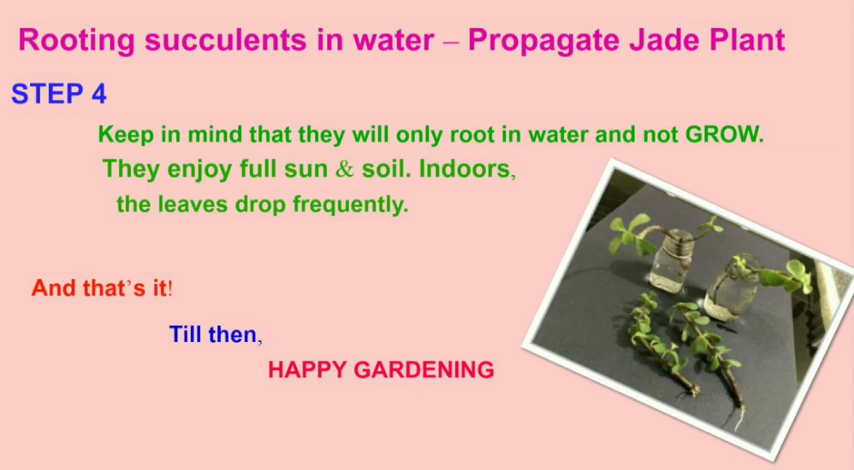 Rooting succulents in water – Propagate Jade Plant
STEP 4
Keep in mind that they will only root in water and not GROW.
They enjoy full sun & soil. Indoors,
the leaves drop frequently.
And that's it!
Till then,
HAPPY GARDENING